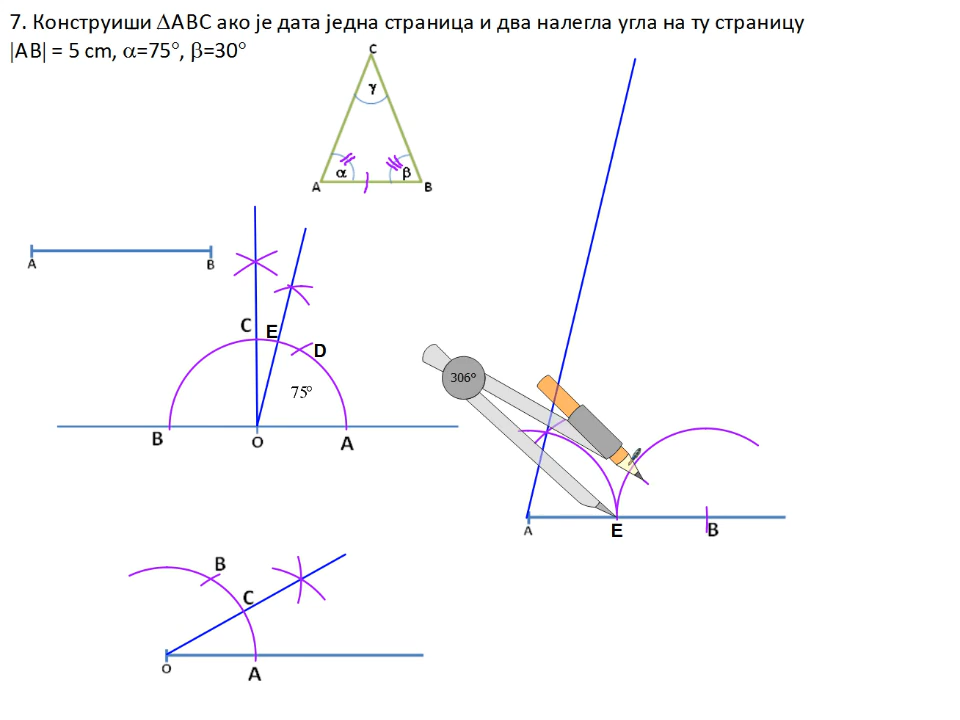 7. Конструиши ∆ABC ако је дата једна страница и два налегла угла на ту страницу
|AB| = 5 cm, α=75°, β=30°
C
γ
α
β
A
B
A
B
C
E
D
75°
B
O
A
306°
A
E
B
B
C
O
A